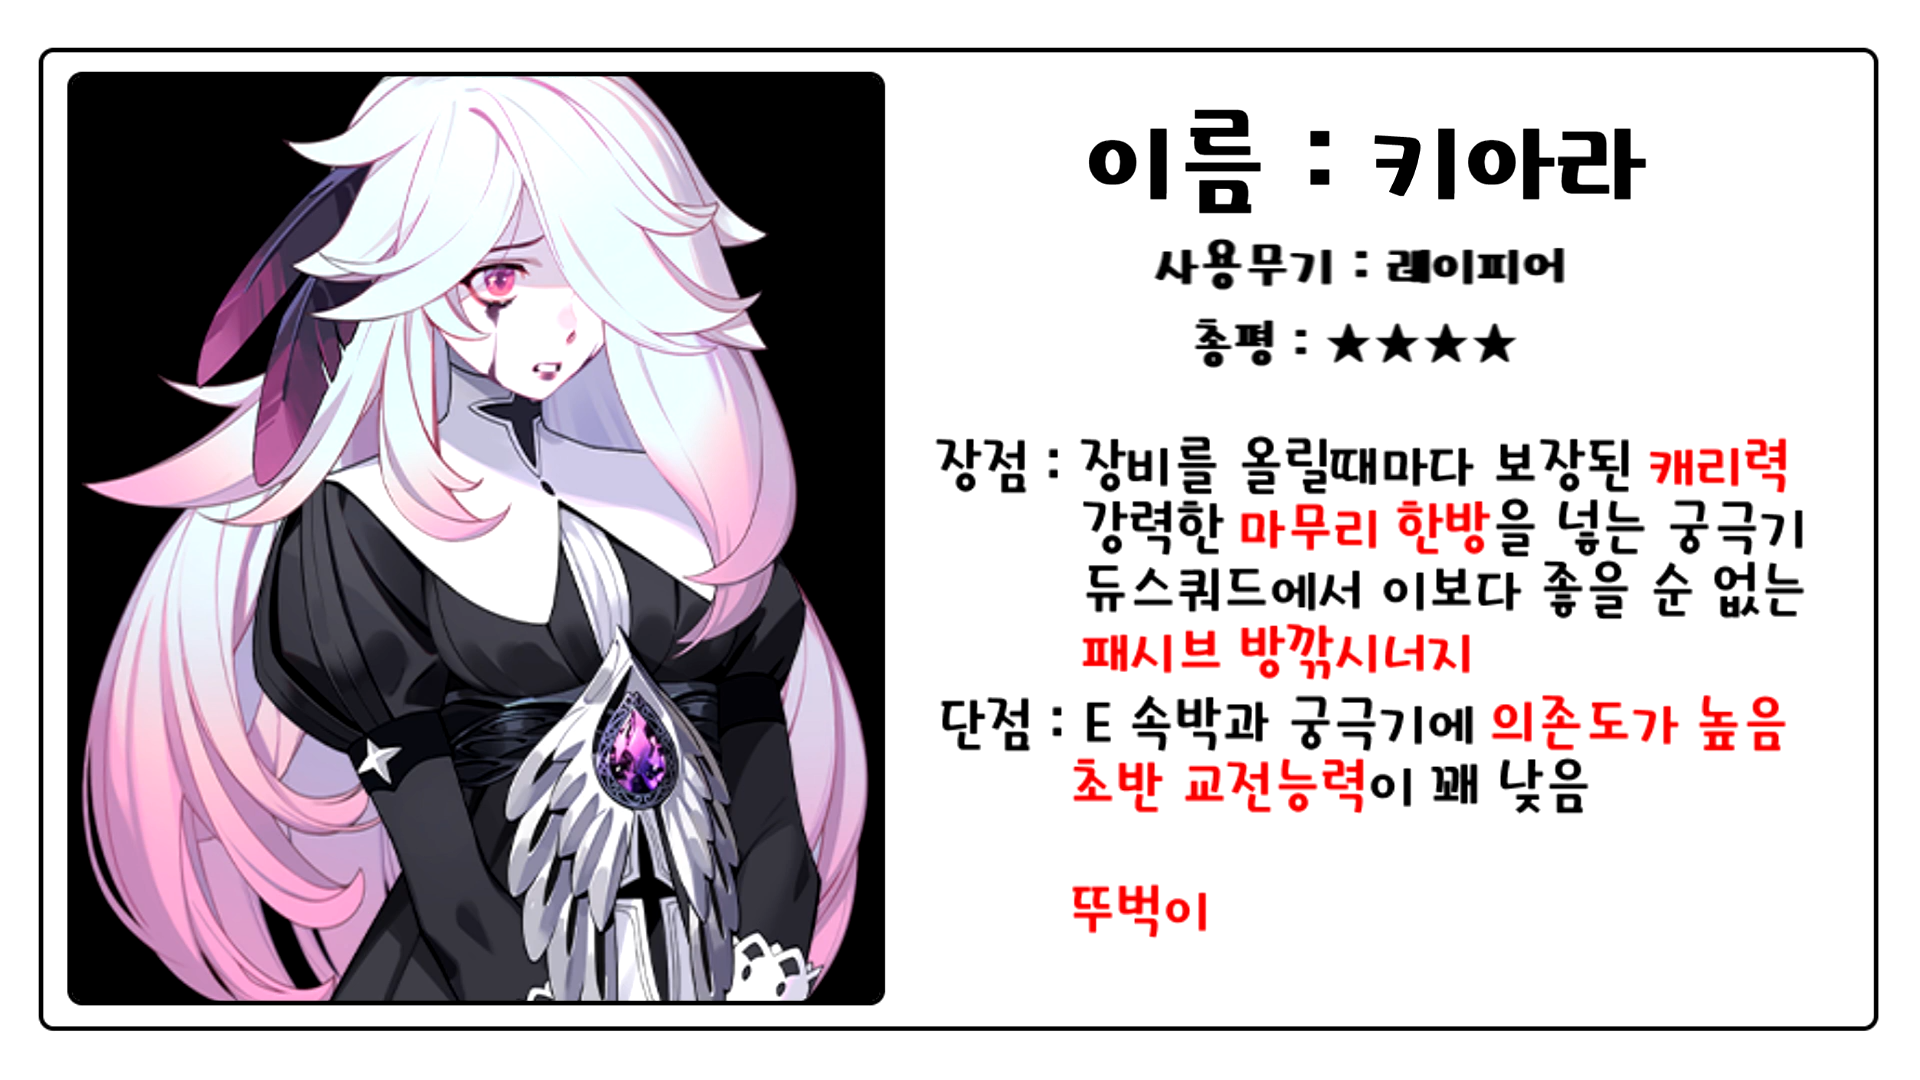 이름 : 키아라
사용무기 : 레이피어
총평 : ★★★★
장점 : 장비를 올릴때마다 보장된 캐리력
강력한 마무리 한방을 넣는 궁극기
듀스쿼드에서 이보다 좋을 순 없는
패시브 방깎시너지
단점 : E 속박과 궁극기에 의존도가 높음
초반 교전능력이 꽤 낮음
뚜벅이